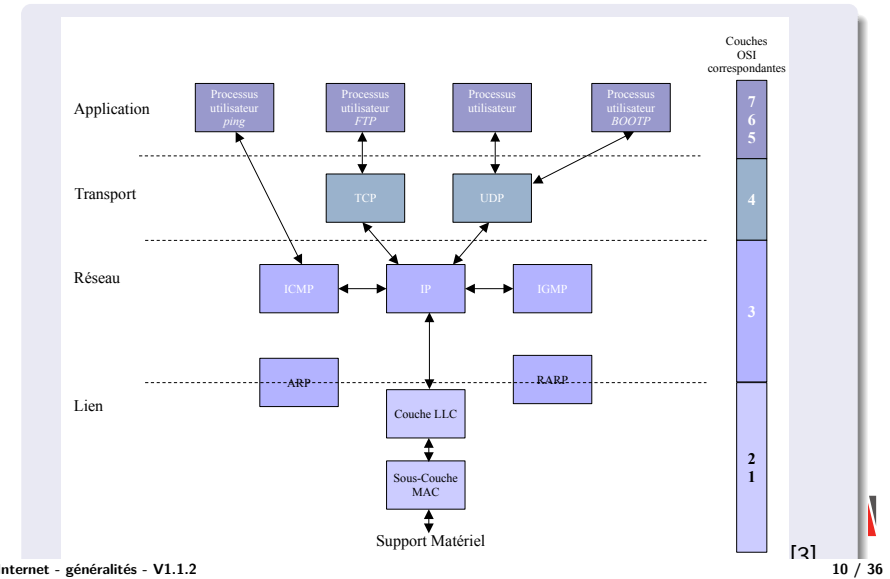 Couches
OSI
correspondantes
Application
Processus
utilisateur
ping
Processus
utilisateur
FTP
Processus
utilisateur
Processus
utilisateur
BOOTP
7
6
5
Transport
TCP
UDP
4
Réseau
ICMP
IP
IGMP
3
ARP
RARP
Lien
Couche LLC
Sous-Couche
MAC
2
1
Support Matériel
[3]
nternet - généralités - V1.1.2
10 / 36